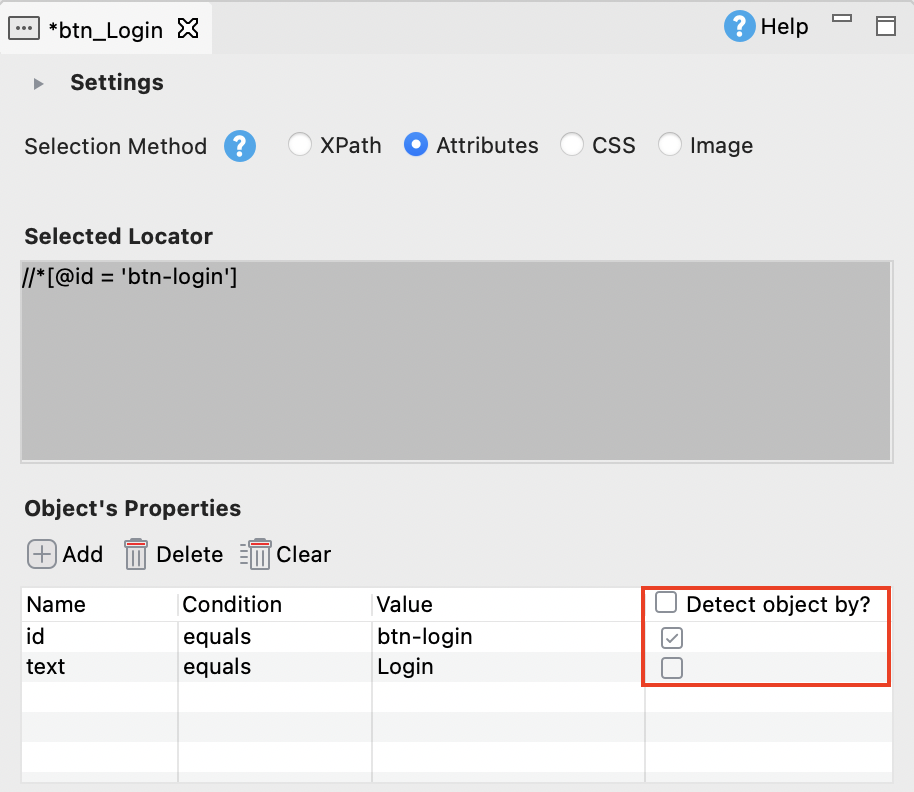 *btn_Login Help
Settings
Selection Method XPath Attributes CSS Image
Selected Locator
//*[@id = 'btn-login']
Object's Properties
Add Delete Clear
Name Condition Value Detect object by?
id equals btn-login
text equals Login